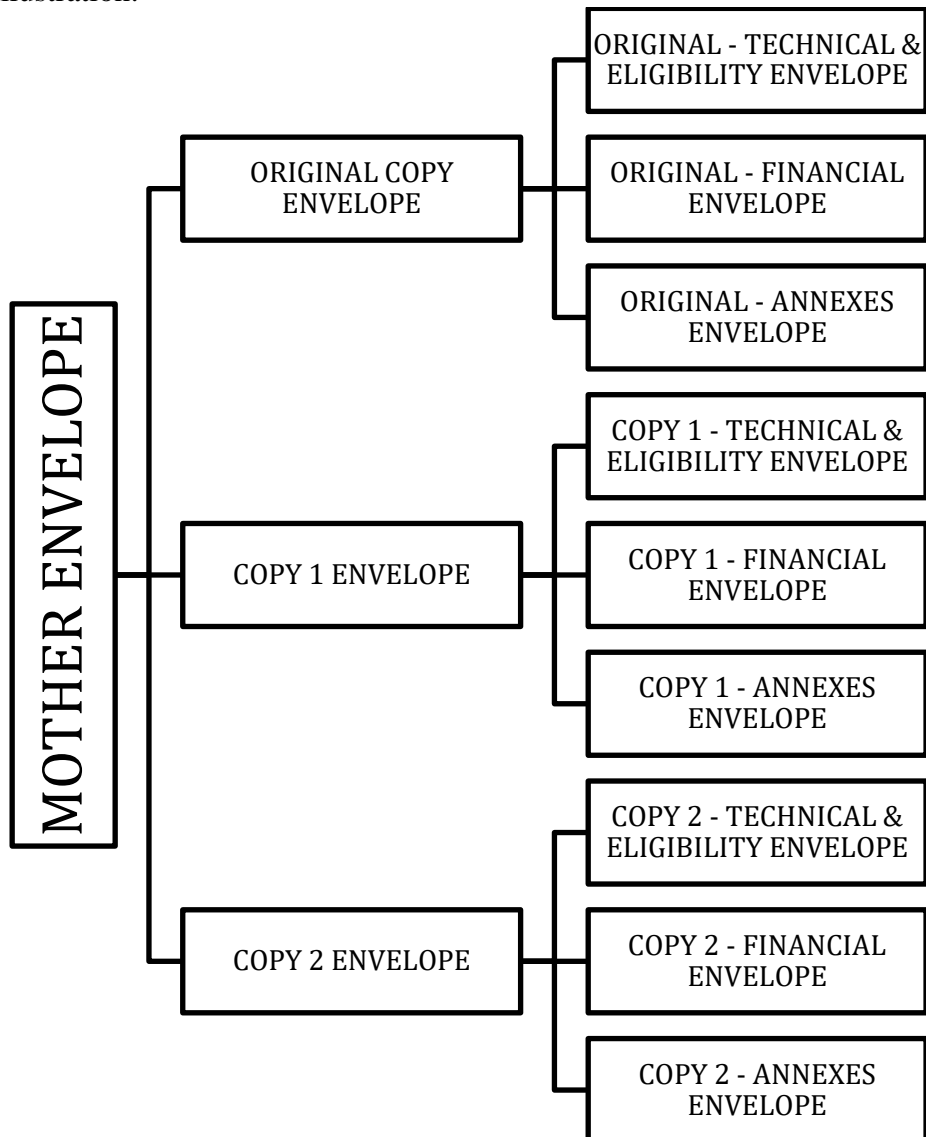 ORIGINAL - TECHNICAL &
ELIGIBILITY ENVELOPE
ORIGINAL COPY
ENVELOPE
ORIGINAL - FINANCIAL
ENVELOPE
ORIGINAL - ANNEXES
ENVELOPE
MOTHER ENVELOPE
COPY 1 - TECHNICAL &
ELIGIBILITY ENVELOPE
COPY 1 ENVELOPE
COPY 1 - FINANCIAL
ENVELOPE
COPY 1 - ANNEXES
ENVELOPE
COPY 2 - TECHNICAL &
ELIGIBILITY ENVELOPE
COPY 2 ENVELOPE
COPY 2 - FINANCIAL
ENVELOPE
COPY 2 - ANNEXES
ENVELOPE